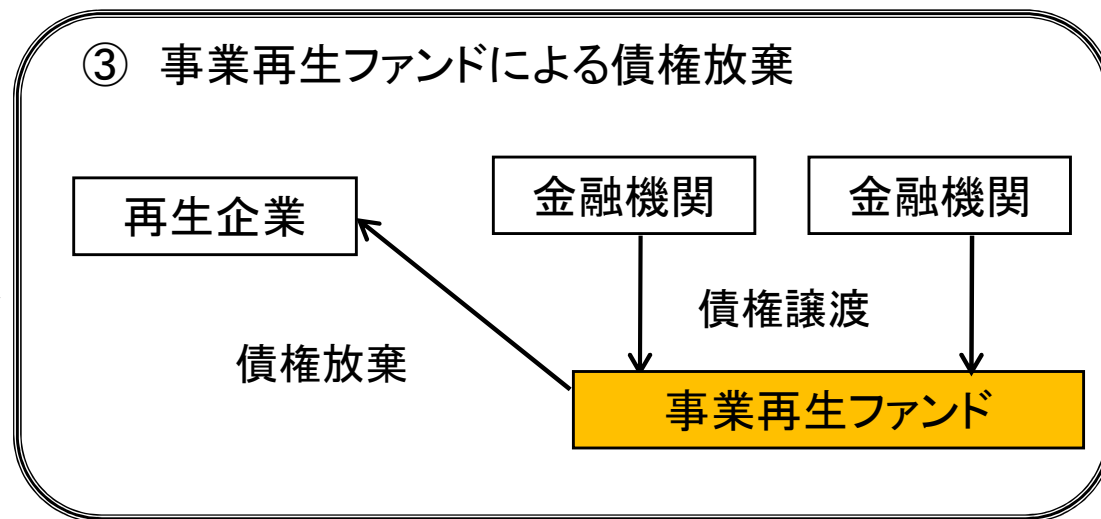 ③ 事業再生ファンドによる債権放棄
再生企業
金融機関
金融機関
債権譲渡
債権放棄
事業再生ファンド